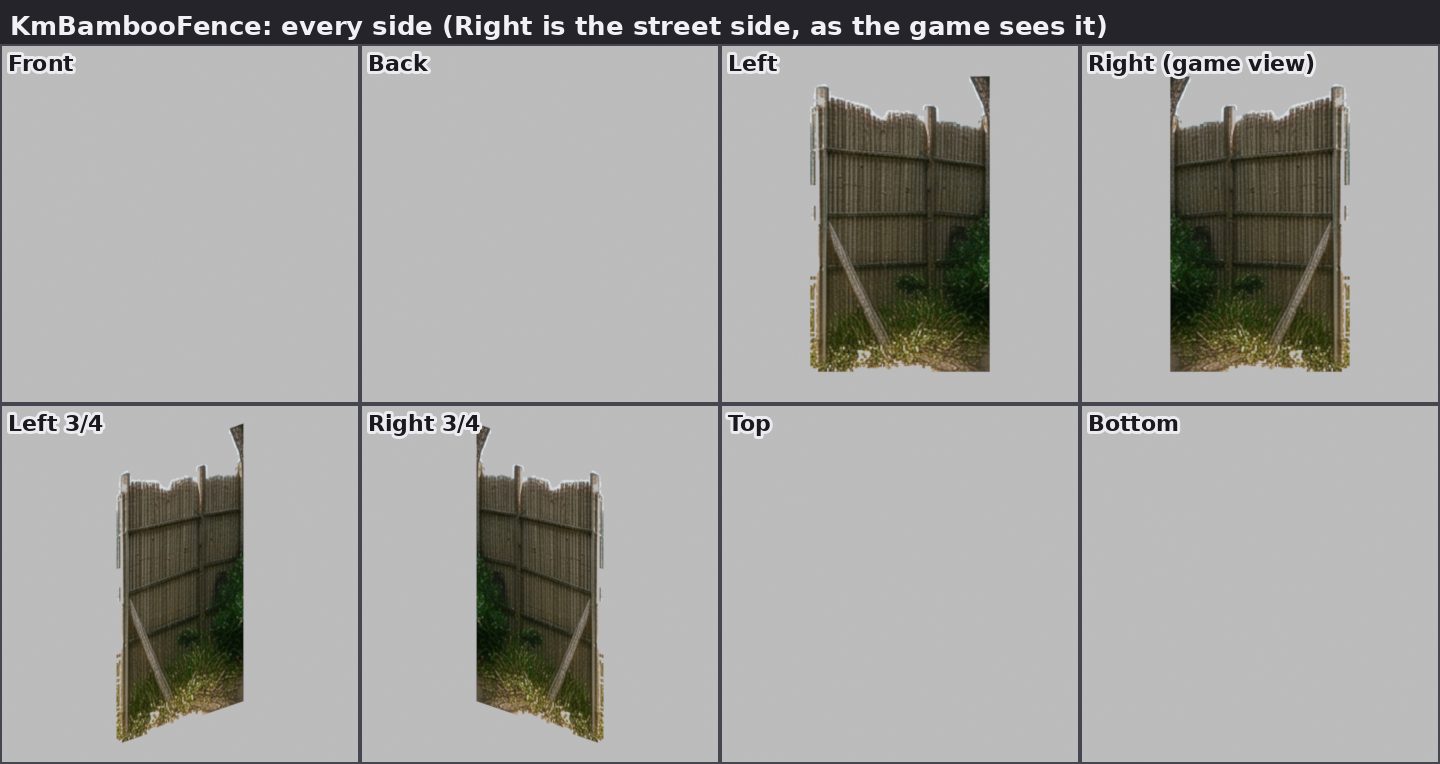 KmBambooFence: every side (Right is the street side, as the game sees it)
Front
Back
Left
Right (game view)
Left 3/4
Right 3/4
Top
Bottom